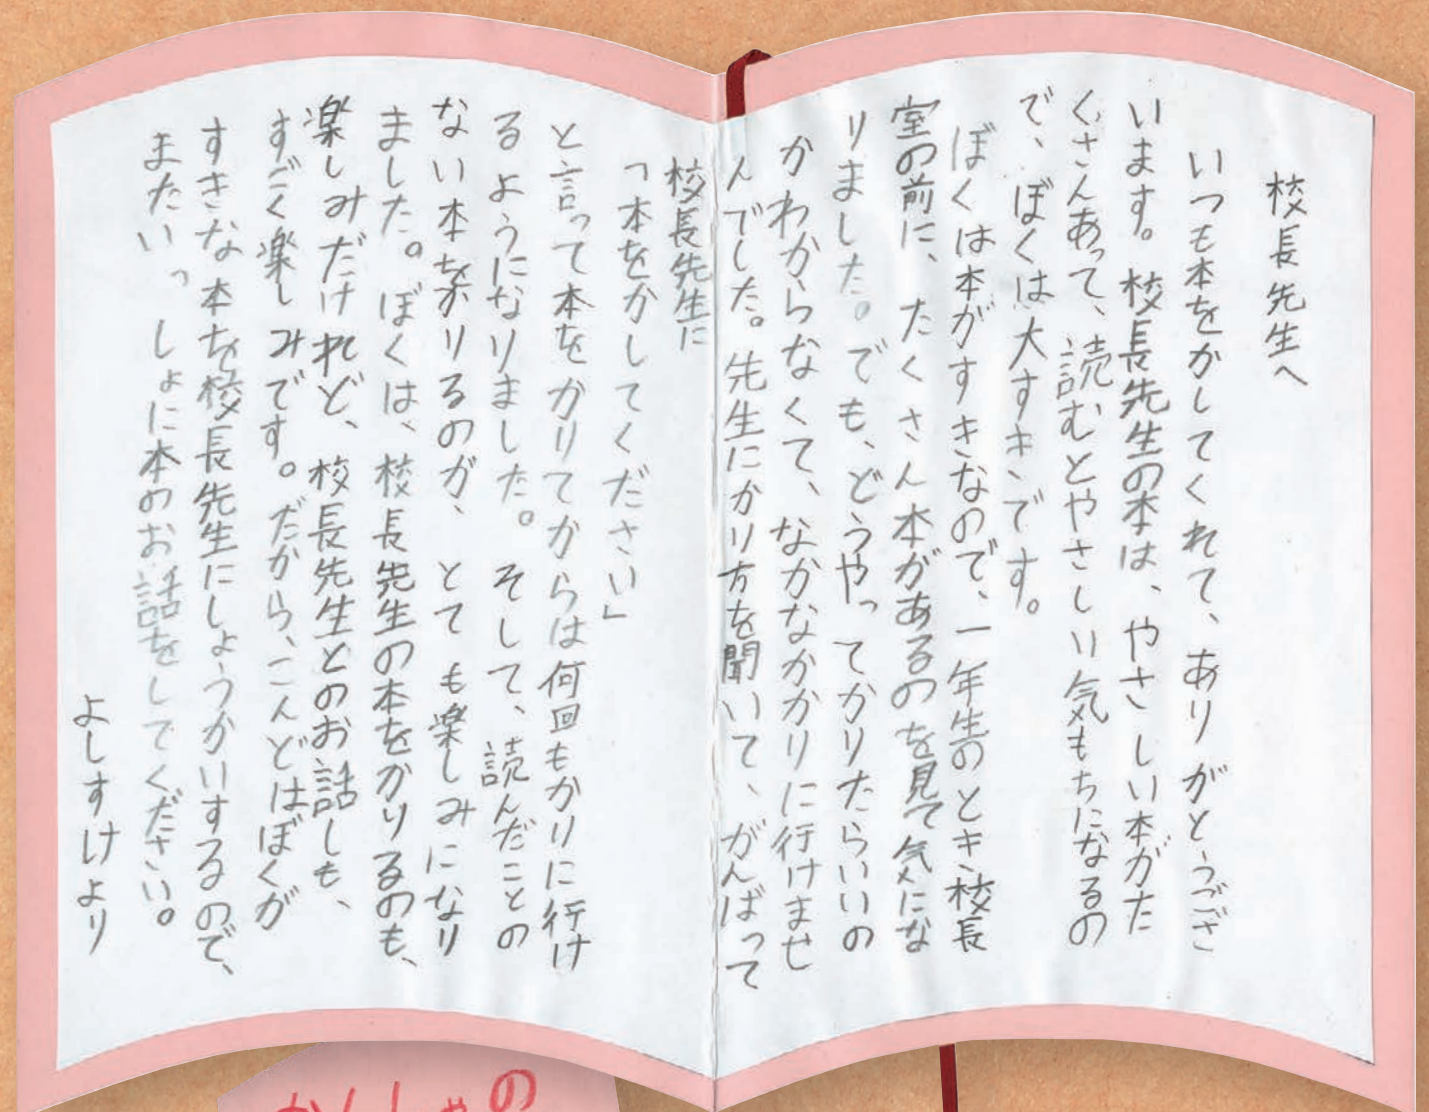 校長先生へ
いつも本をかしてくれて、ありがとうござ
います。校長先生の本は、やさしい本がた
くさんあって、読むとやさしい気もちになるの
で、ぼくは大すきです。
ぼくは本がすきなので、一年生のとき、校長
室の前に、たくさん本があるのを見て気にな
りました。でも、どうやってかりたらいいの
かわからなくて、なかなかかりに行けませ
んでした。先生にかり方を聞いて、がんばって
校長先生に
「本をかしてください」
と言って本をかりてからは何回もかりに行け
るようになりました。そして、読んだことの
ない本をかりるのが、とても楽しみになり
ました。ぼくは、校長先生の本をかりるのも、
楽しみだけれど、校長先生とのお話しも、
すごく楽しみです。だから、こんどはぼくが
すきな本を校長先生にしょうかいするので、
またいっしょに本のお話をしてください。
よしすけより
かんしゃの